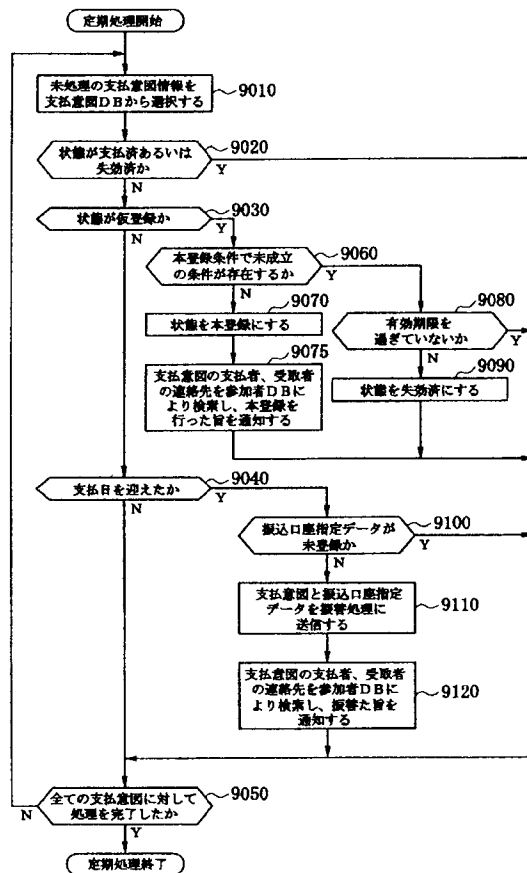 定期処理開始
未処理の支払意図情報を
支払意図DBから選択する
9010
状態が支払済あるいは
失効済か
9020
Y
N
状態が仮登録か
9030
Y
N
本登録条件で未成立
の条件が存在するか
9060
Y
N
状態を本登録にする
9070
有効期限を
過ぎていないか
9080
Y
N
支払意図の支払者、受取者
の連絡先を参加者DBに
より検索し、本登録を
行った旨を通知する
9075
状態を失効済にする
9090
支払日を迎えたか
9040
Y
N
振込口座指定データが
未登録か
9100
Y
N
支払意図と振込口座指定
データを振替処理に
送信する
9110
支払意図の支払者、受取者
の連絡先を参加者DBに
より検索し、振替た旨を
通知する
9120
全ての支払意図に対して
処理を完了したか
9050
N
Y
定期処理終了